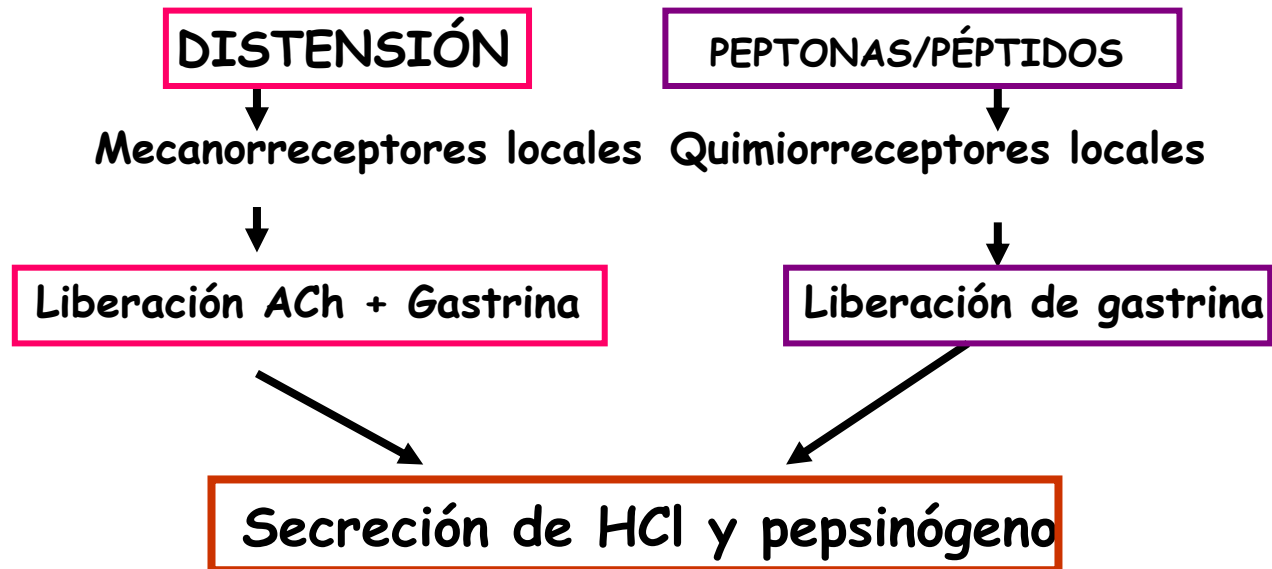 DISTENSIÓN
PEPTONAS/PÉPTIDOS
Mecanorreceptores locales
Quimiorreceptores locales
Liberación ACh + Gastrina
Liberación de gastrina
Secreción de HCl y pepsinógeno